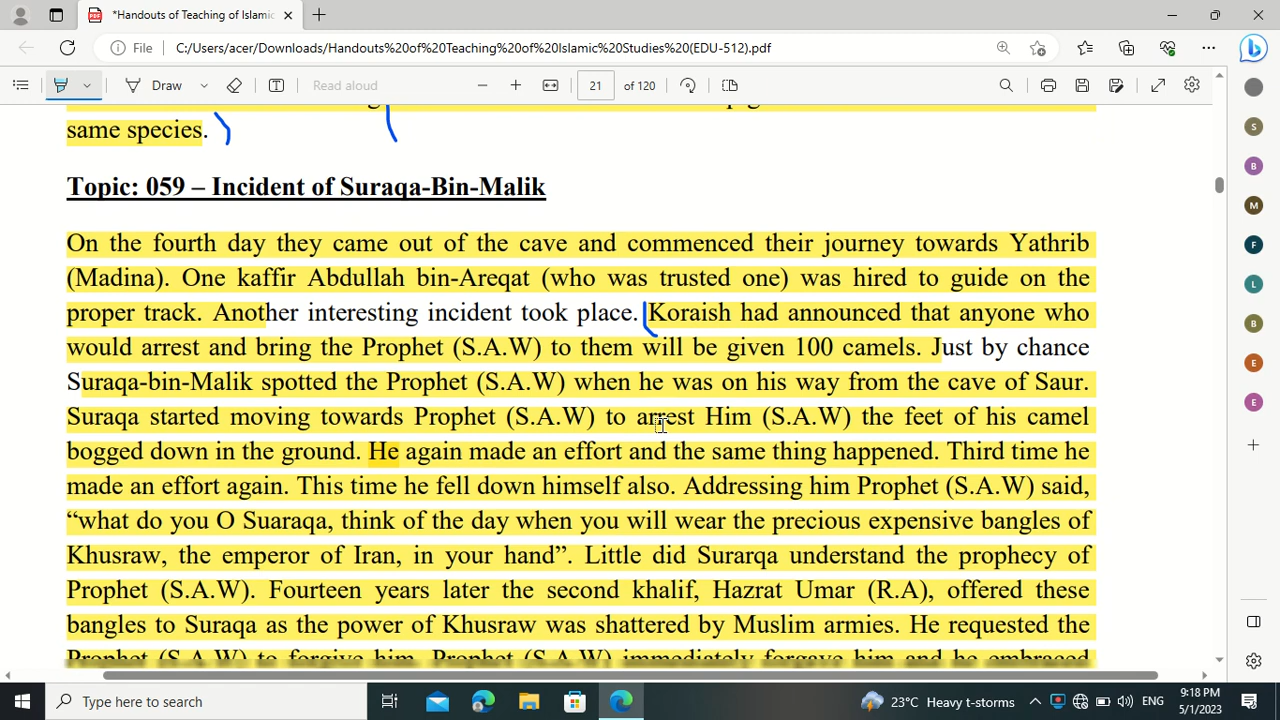 *Handouts of Teaching of Islamic
File C:/Users/acer/Downloads/Handouts%20of%20Teaching%20of%20Islamic%20Studies%20(EDU-512).pdf
Draw Read aloud 21 of 120
same species.
Topic: 059 – Incident of Suraqa-Bin-Malik
On the fourth day they came out of the cave and commenced their journey towards Yathrib
(Madina). One kaffir Abdullah bin-Areqat (who was trusted one) was hired to guide on the
proper track. Another interesting incident took place. Koraish had announced that anyone who
would arrest and bring the Prophet (S.A.W) to them will be given 100 camels. Just by chance
Suraqa-bin-Malik spotted the Prophet (S.A.W) when he was on his way from the cave of Saur.
Suraqa started moving towards Prophet (S.A.W) to arrest Him (S.A.W) the feet of his camel
bogged down in the ground. He again made an effort and the same thing happened. Third time he
made an effort again. This time he fell down himself also. Addressing him Prophet (S.A.W) said,
“what do you O Suaraqa, think of the day when you will wear the precious expensive bangles of
Khusraw, the emperor of Iran, in your hand”. Little did Surarqa understand the prophecy of
Prophet (S.A.W). Fourteen years later the second khalif, Hazrat Umar (R.A), offered these
bangles to Suraqa as the power of Khusraw was shattered by Muslim armies. He requested the
Prophet (S.A.W) to forgive him. Prophet (S.A.W) immediately forgave him and he embraced
S
B
M
F
L
B
E
E
Type here to search
23°C Heavy t-storms
ENG
9:18 PM
5/1/2023